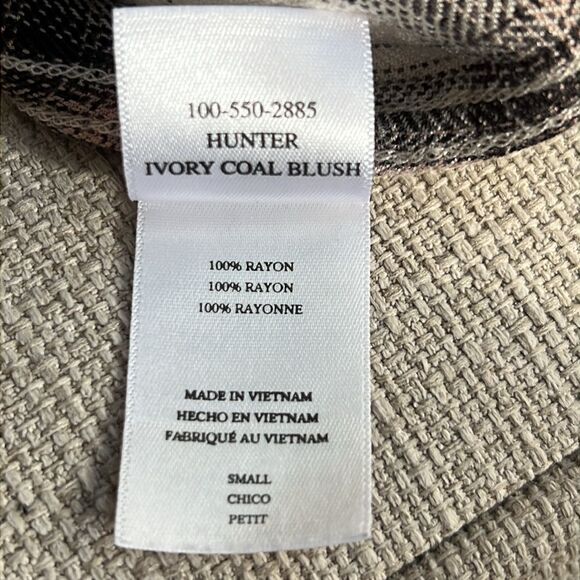 100-550-2885
HUNTER
IVORY COAL BLUSH
100% RAYON
100% RAYON
100% RAYONNE
MADE IN VIETNAM
HECHO EN VIETNAM
FABRIQUÉ AU VIETNAM
SMALL
CHICO
PETIT